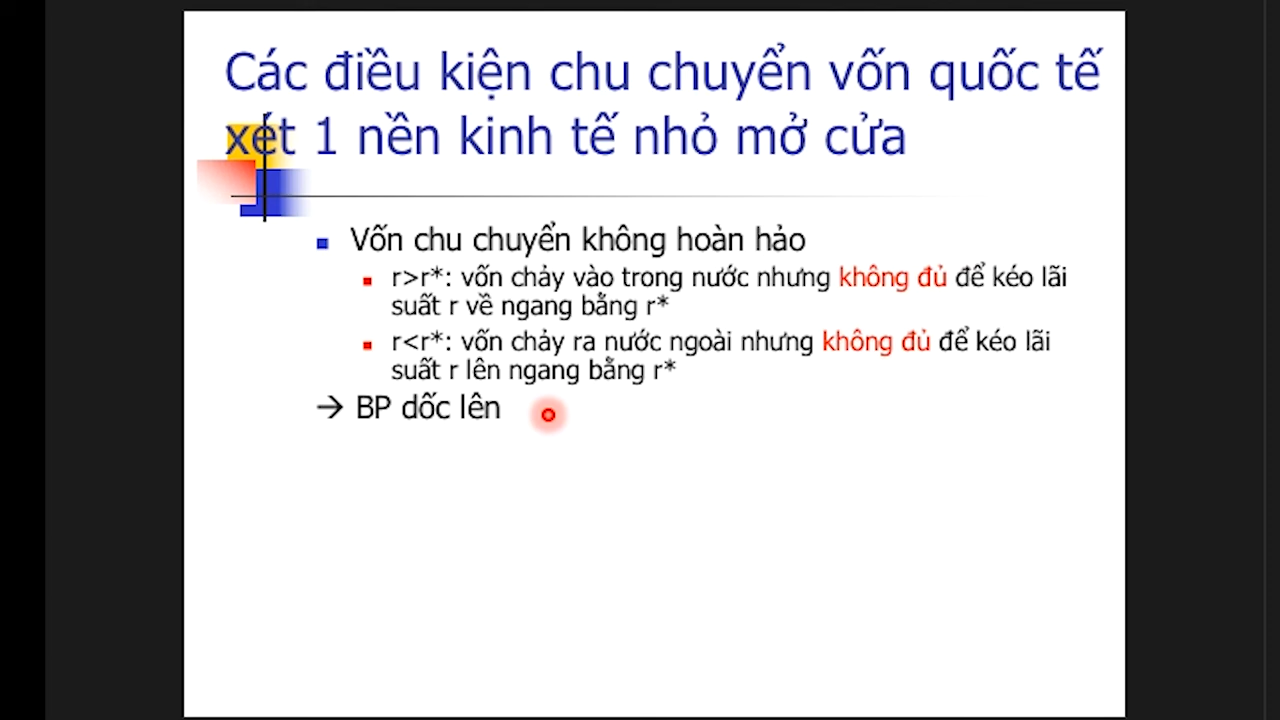 Các điều kiện chu chuyển vốn quốc tế
xét 1 nền kinh tế nhỏ mở cửa
Vốn chu chuyển không hoàn hảo
r>r*: vốn chảy vào trong nước nhưng không đủ để kéo lãi
suất r về ngang bằng r*
r<r*: vốn chảy ra nước ngoài nhưng không đủ để kéo lãi
suất r lên ngang bằng r*
→ BP dốc lên